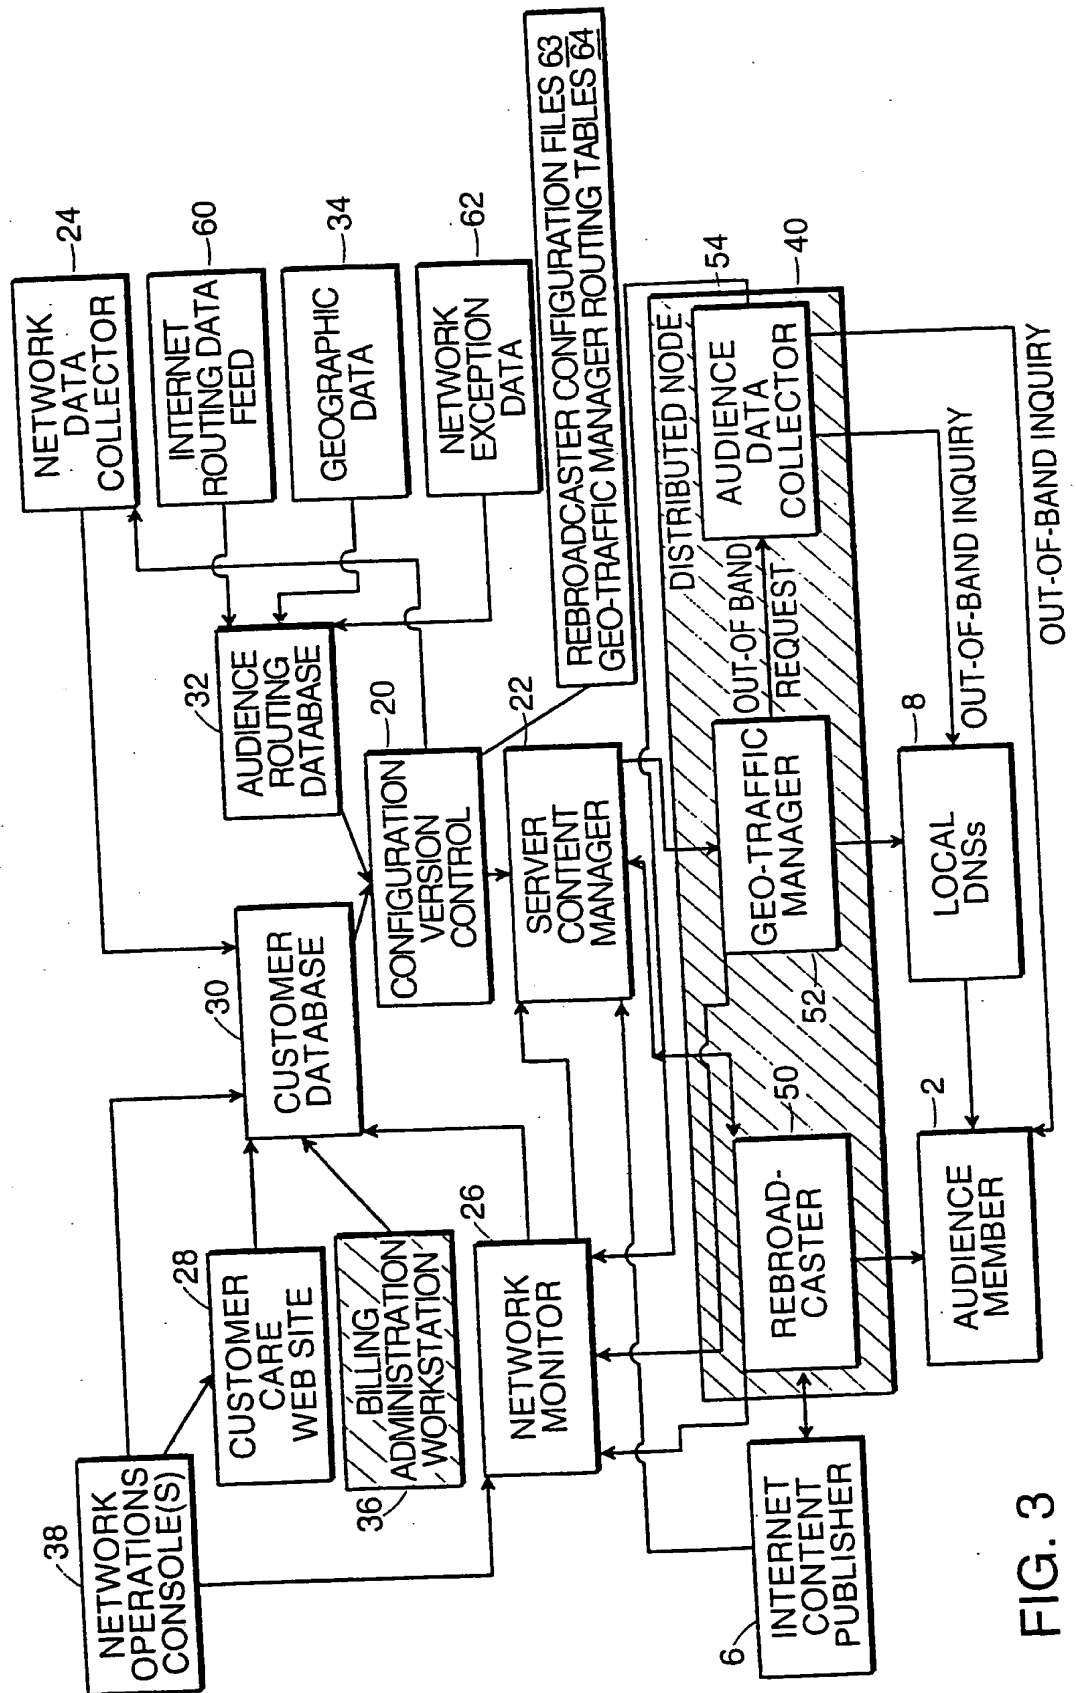 38
NETWORK
OPERATIONS
CONSOLE(S)
28
CUSTOMER
CARE
WEB SITE
36
BILLING
ADMINISTRATION
WORKSTATION
26
NETWORK
MONITOR
30
CUSTOMER
DATABASE
32
AUDIENCE
ROUTING
DATABASE
20
CONFIGURATION
VERSION
CONTROL
22
SERVER
CONTENT
MANAGER
NETWORK
DATA
COLLECTOR
24
INTERNET
ROUTING DATA
FEED
60
GEOGRAPHIC
DATA
34
NETWORK
EXCEPTION
DATA
62
REBROADCASTER CONFIGURATION FILES 63
GEO-TRAFFIC MANAGER ROUTING TABLES 64
DISTRIBUTED NODE
54
40
AUDIENCE
DATA
COLLECTOR
OUT-OF BAND
REQUEST
GEO-TRAFFIC
MANAGER
52
50
REBROAD-
CASTER
6
INTERNET
CONTENT
PUBLISHER
2
AUDIENCE
MEMBER
8
LOCAL
DNSs
OUT-OF-BAND INQUIRY
OUT-OF-BAND INQUIRY
FIG. 3